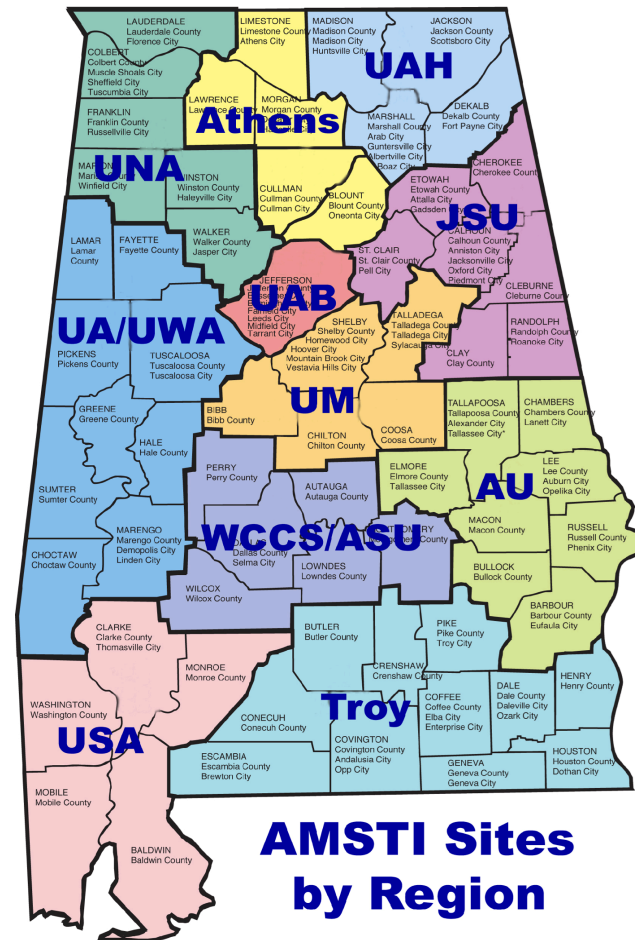 LAUDERDALE
Lauderdale County
Florence City
LIMESTONE
Limestone County
Athens City
MADISON
Madison County
Madison City
Huntsville City
JACKSON
Jackson County
Scottsboro City
UAH
COLBERT
Colbert County
Muscle Shoals City
Sheffield City
Tuscumbia City
LAWRENCE
Lawrence County
MORGAN
Morgan County
Athens
FRANKLIN
Franklin County
Russellville City
MARSHALL
Marshall County
Arab City
Guntersville City
Albertville City
Boaz City
DEKALB
Dekalb County
Fort Payne City
UNA
Winfield City
WINSTON
Winston County
Haleyville City
CULLMAN
Cullman County
Cullman City
BLOUNT
Blount County
Oneonta City
CHEROKEE
Cherokee County
ETOWAH
Etowah County
Attalla City
Gadsden City
JSU
CALHOUN
Calhoun County
Anniston City
Jacksonville City
Oxford City
Piedmont City
LAMAR
Lamar
County
FAYETTE
Fayette County
WALKER
Walker County
Jasper City
ST. CLAIR
St. Clair County
Pell City
CLEBURNE
Cleburne County
JEFFERSON
Fairfield City
Leeds City
Midfield City
Tarrant City
UAB
SHELBY
Shelby County
Homewood City
Hoover City
Mountain Brook City
Vestavia Hills City
TALLADEGA
Talladega County
Talladega City
Sylacauga City
RANDOLPH
Randolph County
Roanoke City
CLAY
Clay County
UA/UWA
PICKENS
Pickens County
TUSCALOOSA
Tuscaloosa County
Tuscaloosa City
GREENE
Greene County
HALE
Hale County
BIBB
Bibb County
UM
CHILTON
Chilton County
COOSA
Coosa County
TALLAPOOSA
Tallapoosa County
Alexander City
Tallassee City*
CHAMBERS
Chambers County
Lanett City
PERRY
Perry County
AUTAUGA
Autauga County
ELMORE
Elmore County
Tallassee City
AU
LEE
Lee County
Auburn City
Opelika City
SUMTER
Sumter County
MARENGO
Marengo County
Demopolis City
Linden City
WCCS/ASU
Dallas County
Selma City
MACON
Macon County
RUSSELL
Russell County
Phenix City
CHOCTAW
Choctaw County
WILCOX
Wilcox County
LOWNDES
Lowndes County
BULLOCK
Bullock County
BARBOUR
Barbour County
Eufaula City
CLARKE
Clarke County
Thomasville City
MONROE
Monroe County
BUTLER
Butler County
PIKE
Pike County
Troy City
CRENSHAW
Crenshaw County
WASHINGTON
Washington County
USA
CONECUH
Conecuh County
Troy
COFFEE
Coffee County
Elba City
Enterprise City
DALE
Dale County
Daleville City
Ozark City
HENRY
Henry County
ESCAMBIA
Escambia County
Brewton City
COVINGTON
Covington County
Andalusia City
Opp City
GENEVA
Geneva County
Geneva City
HOUSTON
Houston County
Dothan City
MOBILE
Mobile County
BALDWIN
Baldwin County
AMSTI Sites
by Region